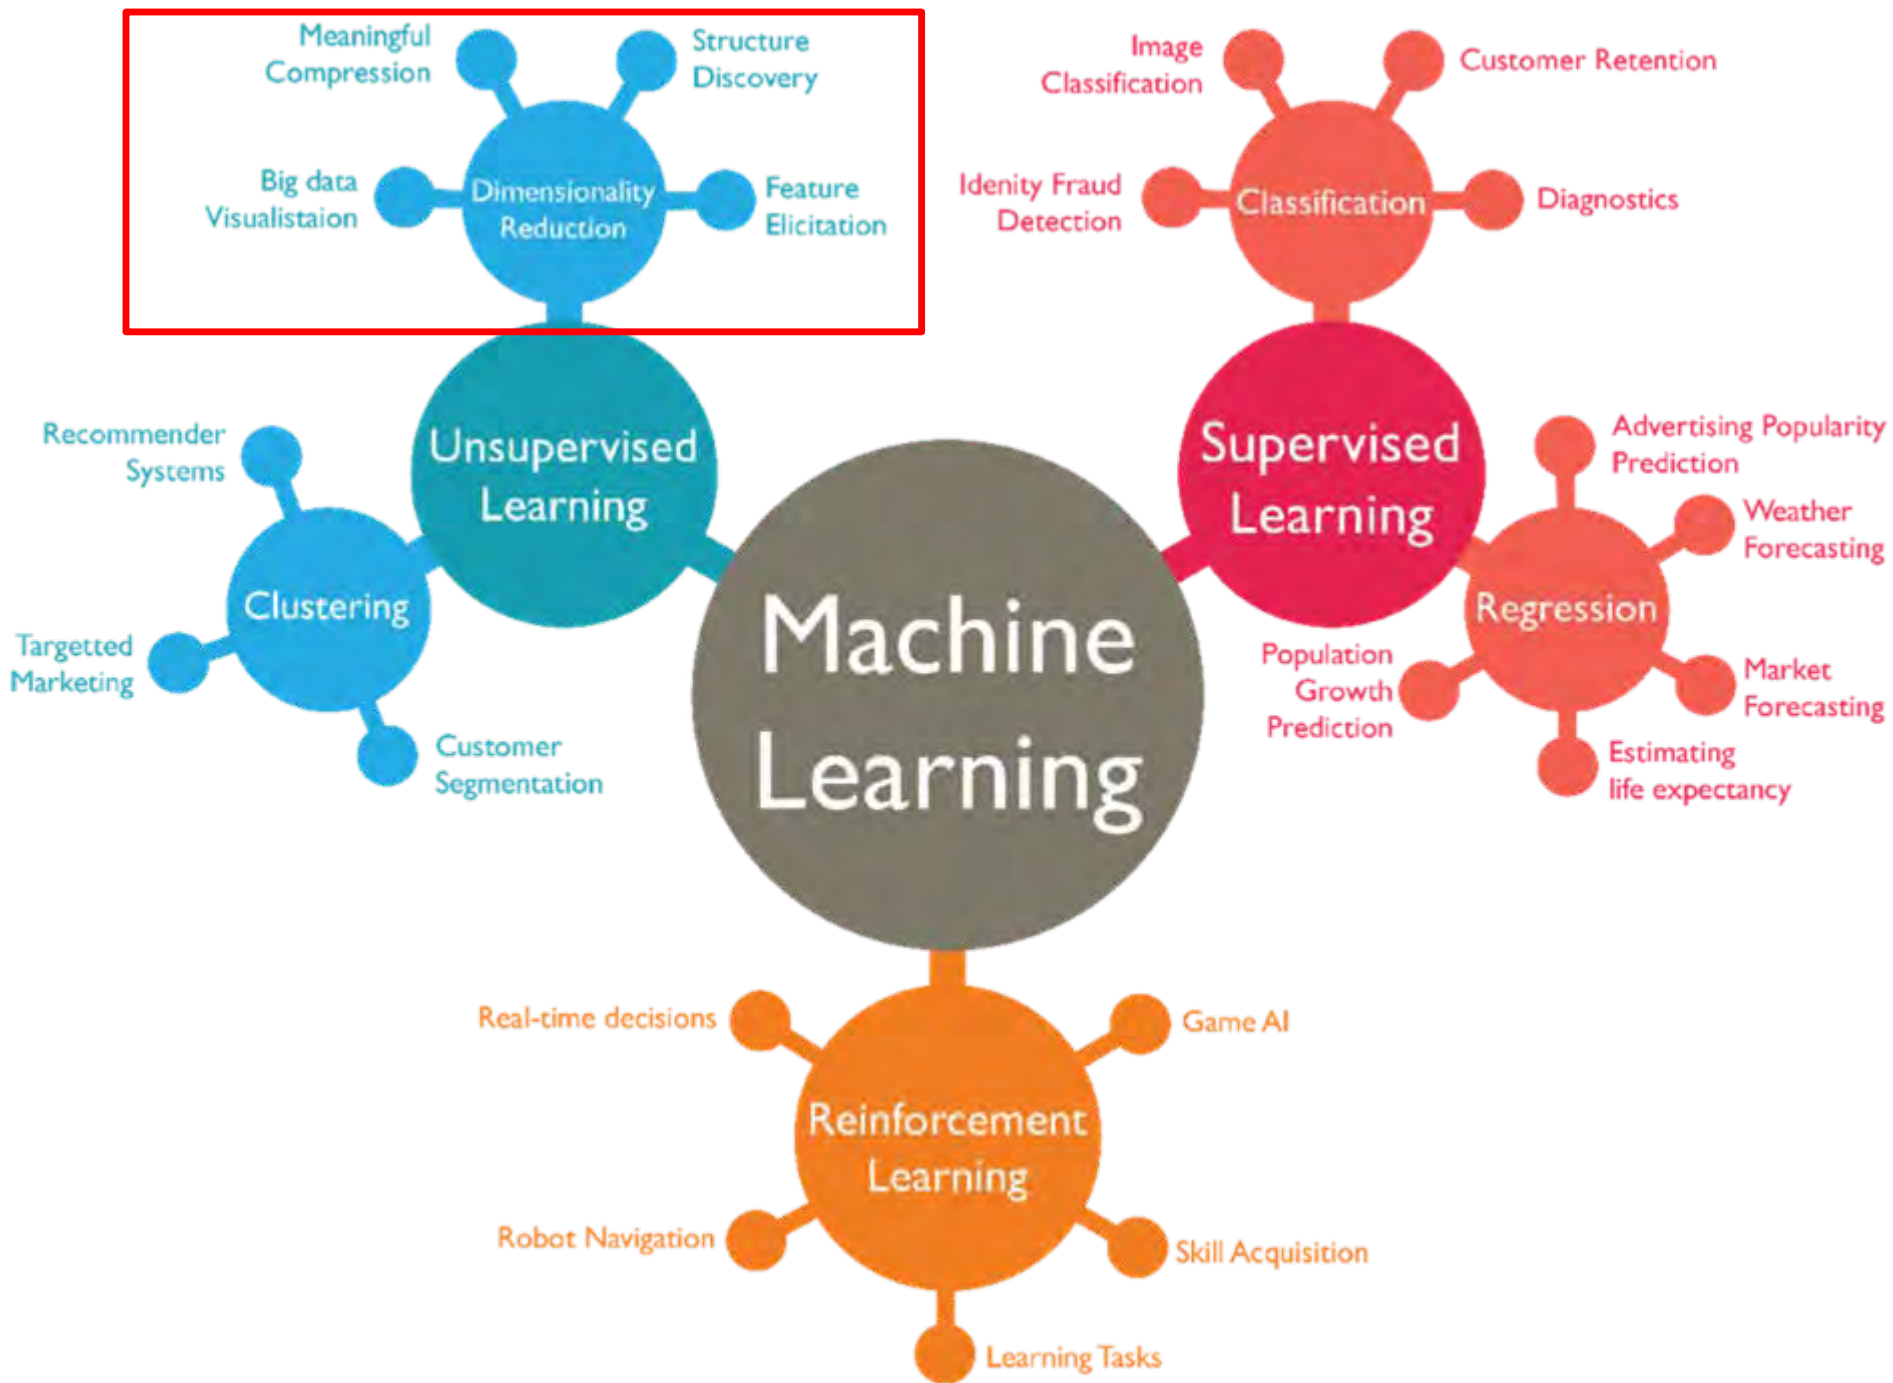 Meaningful
Compression
Structure
Discovery
Big data
Visualistaion
Dimensionality
Reduction
Feature
Elicitation
Image
Classification
Customer Retention
Idenity Fraud
Detection
Classification
Diagnostics
Recommender
Systems
Unsupervised
Learning
Clustering
Targetted
Marketing
Customer
Segmentation
Machine
Learning
Supervised
Learning
Advertising Popularity
Prediction
Weather
Forecasting
Regression
Population
Growth
Prediction
Market
Forecasting
Estimating
life expectancy
Real-time decisions
Game AI
Reinforcement
Learning
Robot Navigation
Skill Acquisition
Learning Tasks